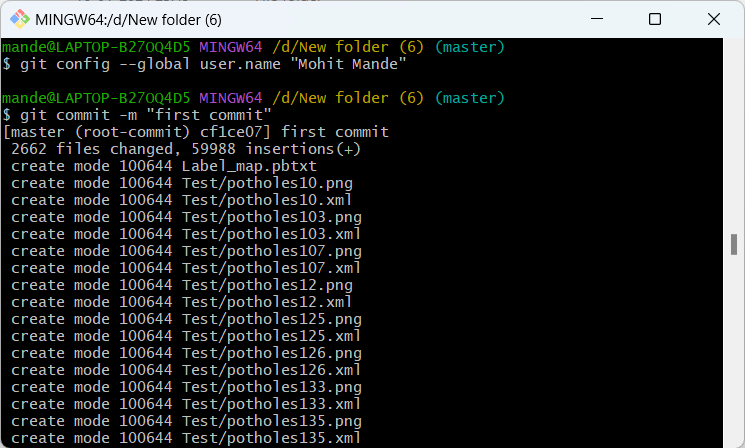 MINGW64:/d/New folder (6)
mande@LAPTOP-B27OQ4D5 MINGW64 /d/New folder (6) (master)
$ git config --global user.name "Mohit Mande"
mande@LAPTOP-B27OQ4D5 MINGW64 /d/New folder (6) (master)
$ git commit -m "first commit"
[master (root-commit) cf1ce07] first commit
 2662 files changed, 59988 insertions(+)
 create mode 100644 Label_map.pbtxt
 create mode 100644 Test/potholes10.png
 create mode 100644 Test/potholes10.xml
 create mode 100644 Test/potholes103.png
 create mode 100644 Test/potholes103.xml
 create mode 100644 Test/potholes107.png
 create mode 100644 Test/potholes107.xml
 create mode 100644 Test/potholes12.png
 create mode 100644 Test/potholes12.xml
 create mode 100644 Test/potholes125.png
 create mode 100644 Test/potholes125.xml
 create mode 100644 Test/potholes126.png
 create mode 100644 Test/potholes126.xml
 create mode 100644 Test/potholes133.png
 create mode 100644 Test/potholes133.xml
 create mode 100644 Test/potholes135.png
 create mode 100644 Test/potholes135.xml